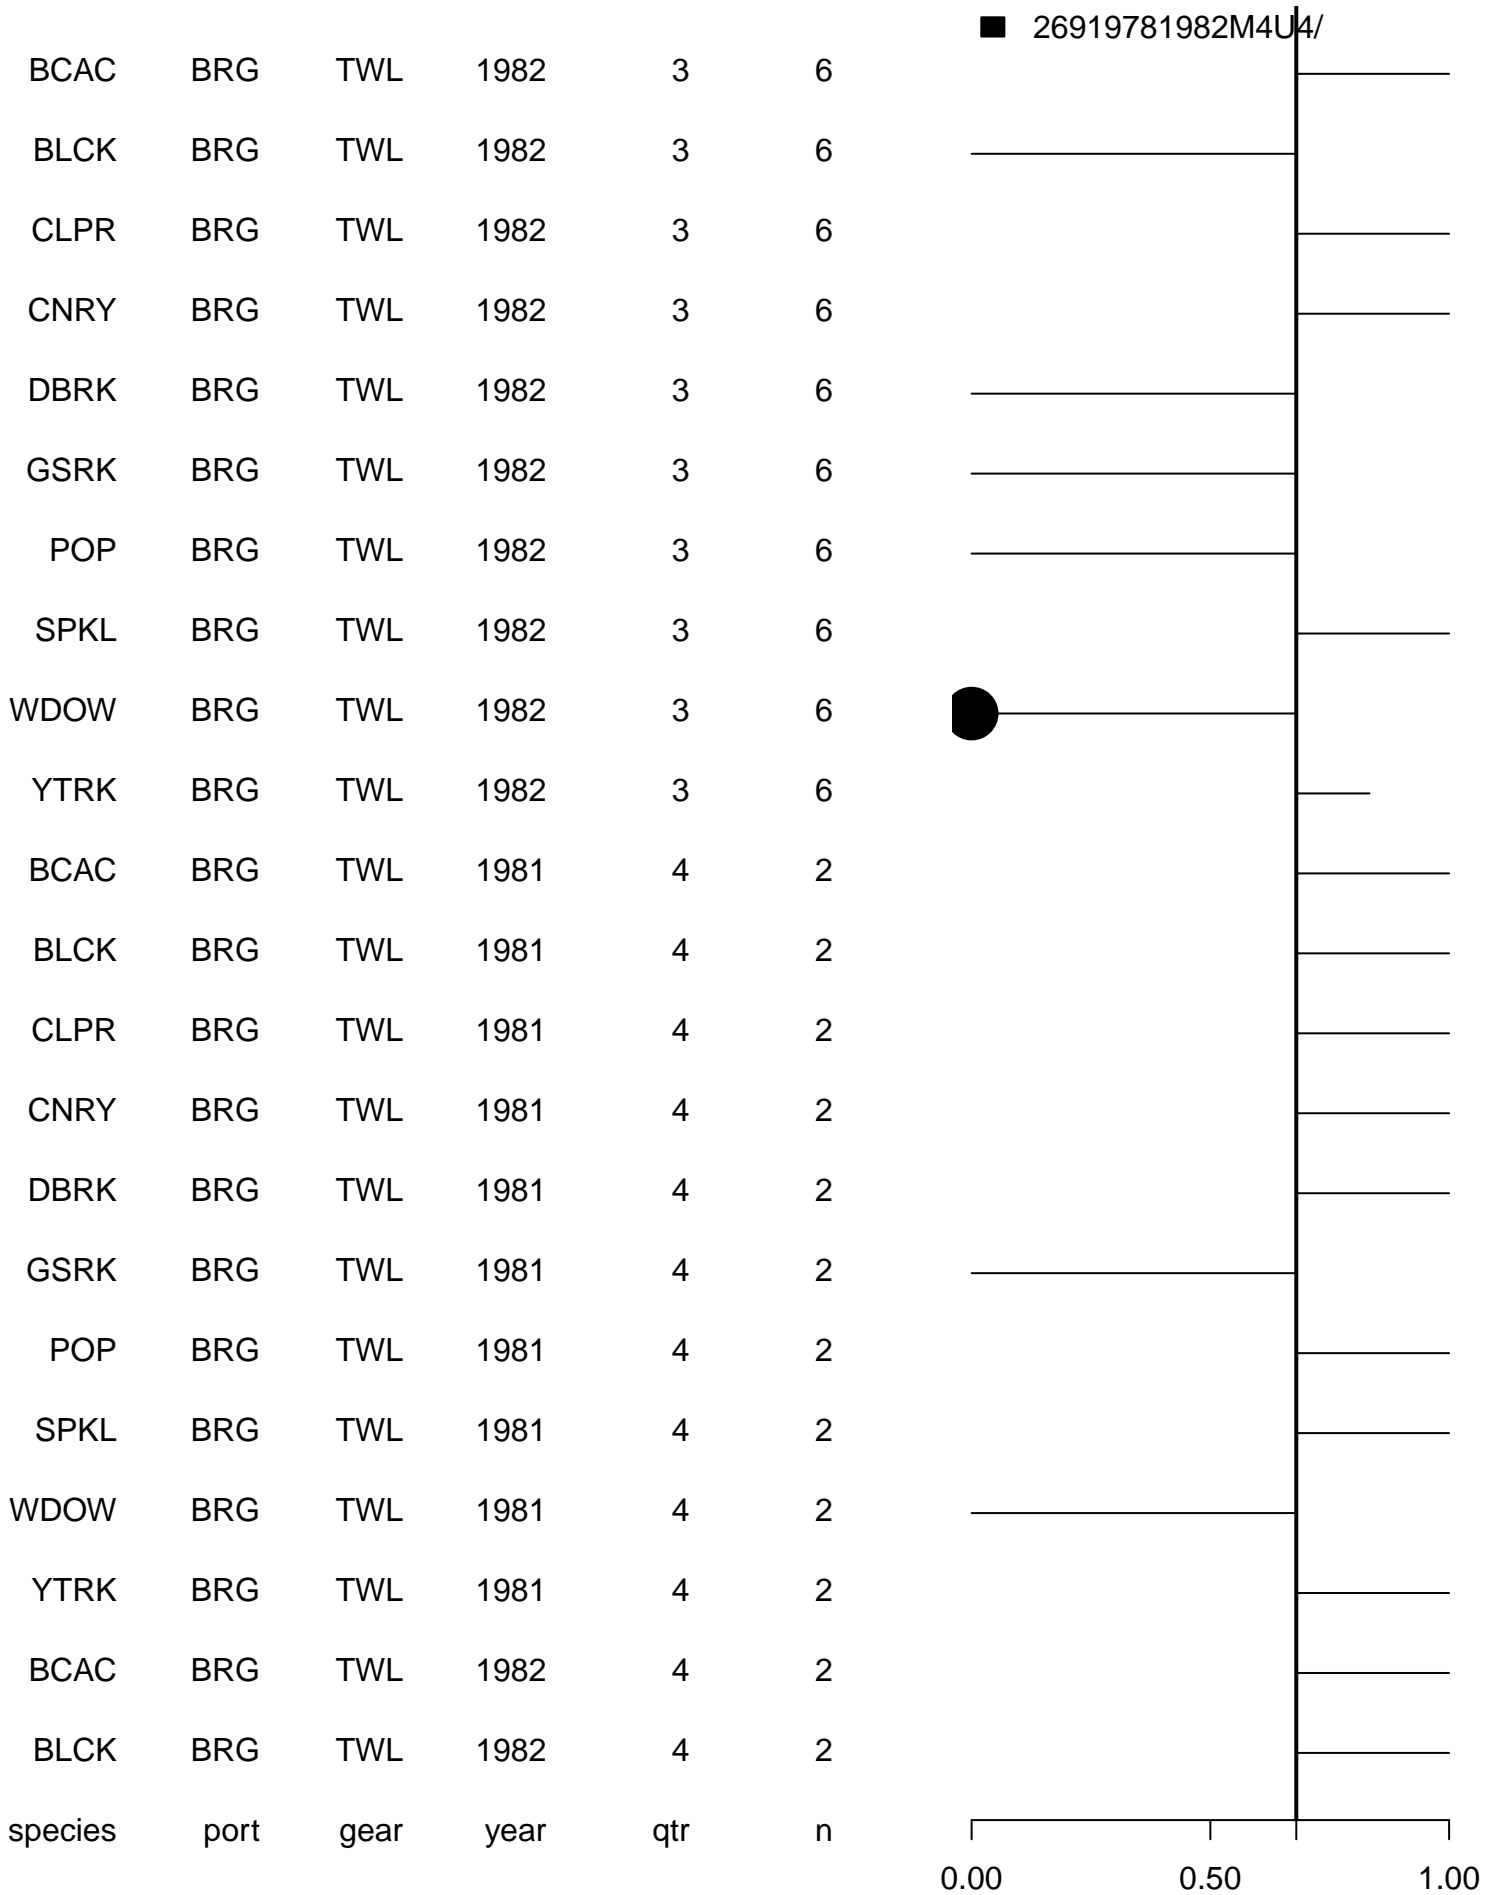 26919781982M4U4/
BCAC BRG TWL 1982 3 6
BLCK BRG TWL 1982 3 6
CLPR BRG TWL 1982 3 6
CNRY BRG TWL 1982 3 6
DBRK BRG TWL 1982 3 6
GSRK BRG TWL 1982 3 6
POP BRG TWL 1982 3 6
SPKL BRG TWL 1982 3 6
WDOW BRG TWL 1982 3 6
YTRK BRG TWL 1982 3 6
BCAC BRG TWL 1981 4 2
BLCK BRG TWL 1981 4 2
CLPR BRG TWL 1981 4 2
CNRY BRG TWL 1981 4 2
DBRK BRG TWL 1981 4 2
GSRK BRG TWL 1981 4 2
POP BRG TWL 1981 4 2
SPKL BRG TWL 1981 4 2
WDOW BRG TWL 1981 4 2
YTRK BRG TWL 1981 4 2
BCAC BRG TWL 1982 4 2
BLCK BRG TWL 1982 4 2
species port gear year qtr n
0.00 0.50 1.00